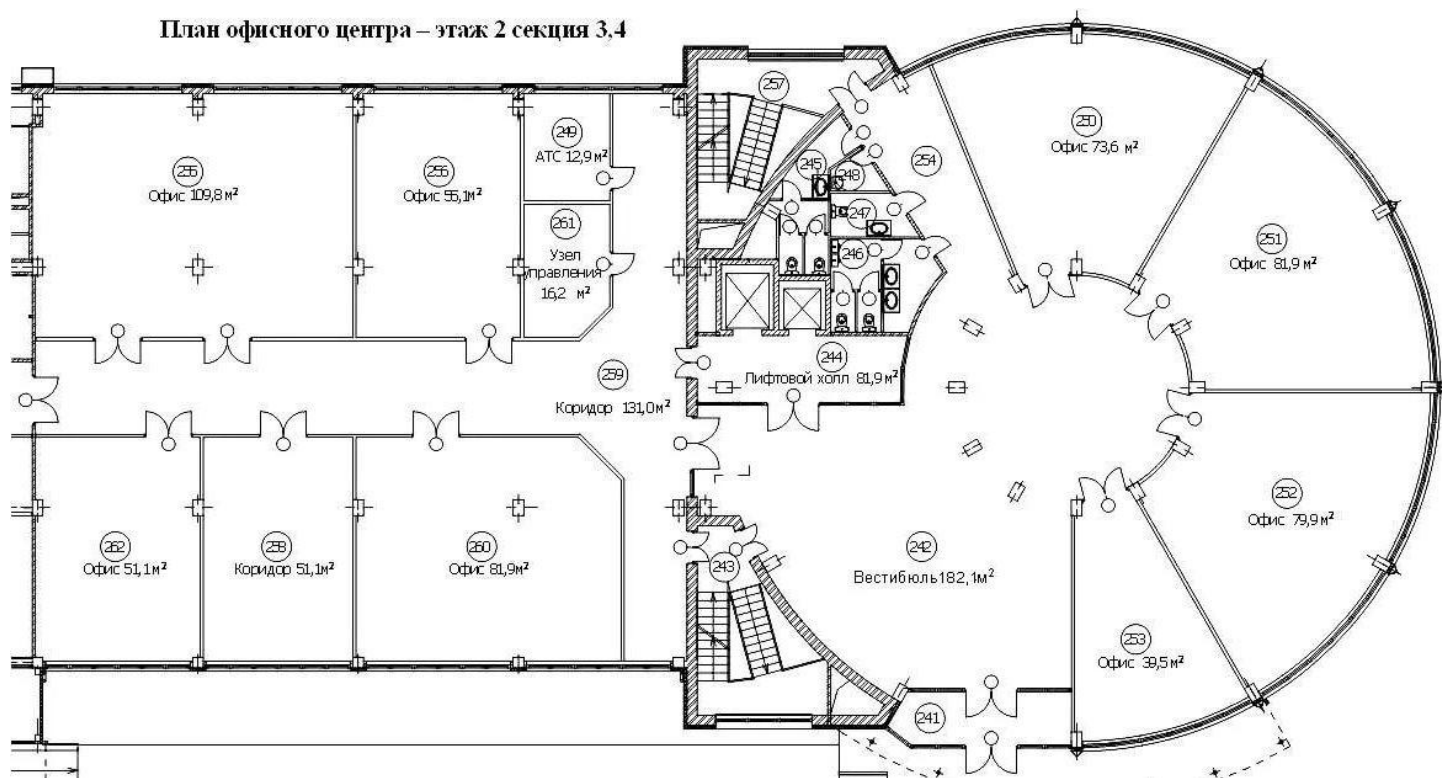 План офисного центра – этаж 2 секция 3,4
255
Офис 109,8 м²
256
Офис 55,1 м²
249
АТС 12,9 м²
261
Узел
управления
16,2 м²
257
245
248
247
246
254
250
Офис 73,6 м²
251
Офис 81,9 м²
244
Лифтовой холл 81,9 м²
259
Коридор 131,0 м²
262
Офис 51,1 м²
258
Коридор 51,1 м²
260
Офис 81,9 м²
243
242
Вестибюль 182,1 м²
252
Офис 79,9 м²
253
Офис 39,5 м²
241